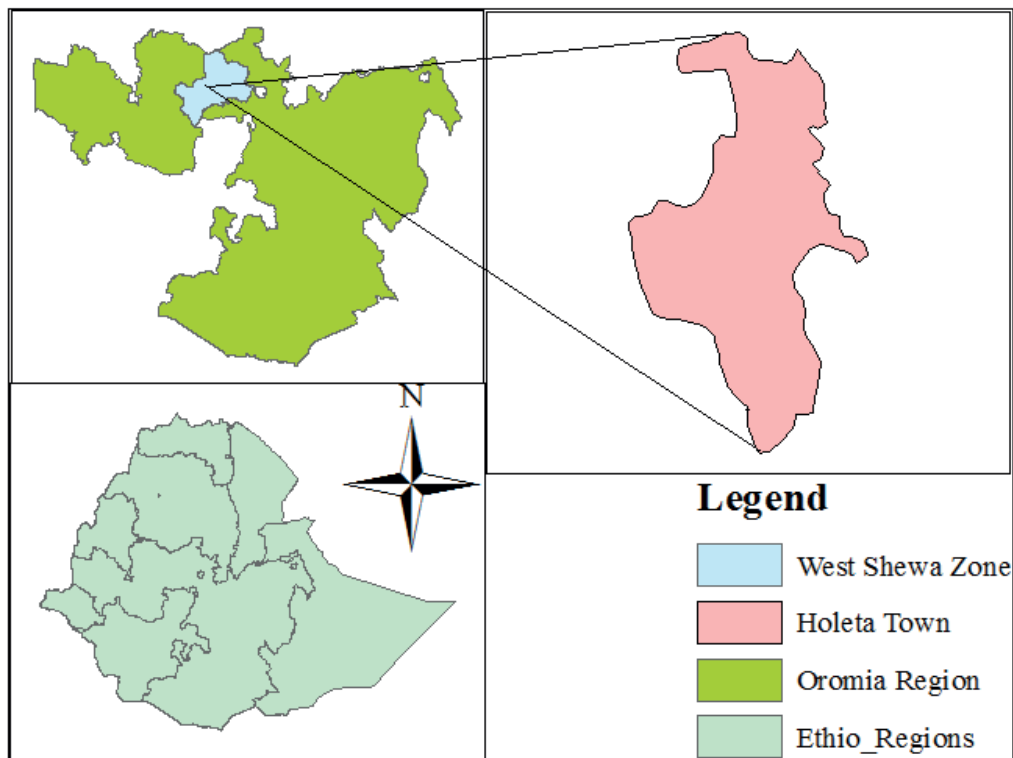 N
Legend
West Shewa Zone
Holeta Town
Oromia Region
Ethio_Regions